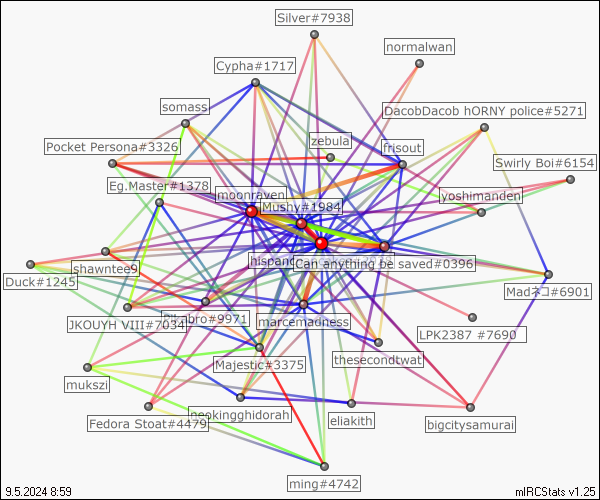 Silver#7938
normalwan
Cypha#1717
somass
DacobDacob hORNY police#5271
zebula
frisout
Pocket Persona#3326
Swirly Boi#6154
Eg.Master#1378
moonraven
yoshimanden
Mushy#1984
shawntee9
Can anything be saved#0396
Duck#1245
Madネコ#6901
JKOUYH VIII#7034
#9971
marcemadness
LPK2387 #7690
Majestic#3375
thesecondtwat
mukszi
neokingghidorah
eliakith
Fedora Stoat#4479
bigcitysamurai
ming#4742
9.5.2024 8:59
mIRCStats v1.25